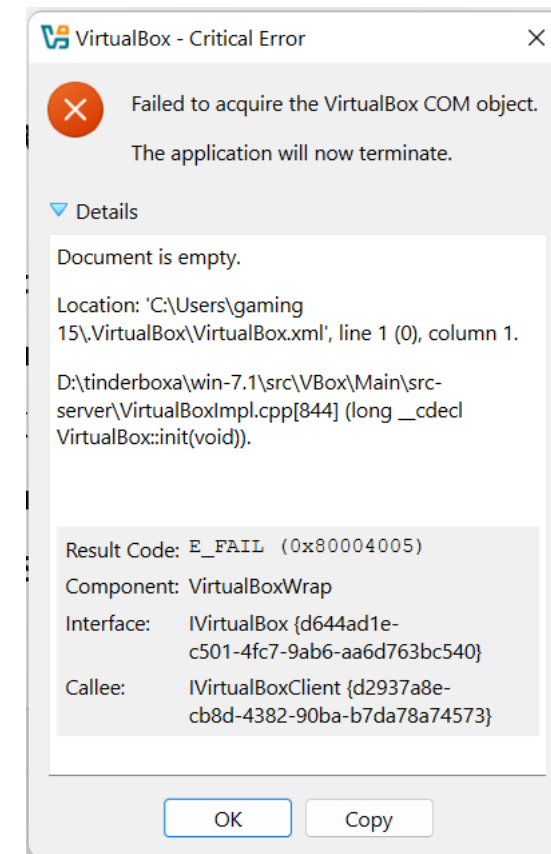 VirtualBox - Critical Error
Failed to acquire the VirtualBox COM object.
The application will now terminate.
Details
Document is empty.
Location: 'C:\Users\gaming
15\.VirtualBox\VirtualBox.xml', line 1 (0), column 1.
D:\tinderboxa\win-7.1\src\VBox\Main\src-
server\VirtualBoxImpl.cpp[844] (long __cdecl
VirtualBox::init(void)).
Result Code: E_FAIL (0x80004005)
Component: VirtualBoxWrap
Interface: IVirtualBox {d644ad1e-
c501-4fc7-9ab6-aa6d763bc540}
Callee: IVirtualBoxClient {d2937a8e-
cb8d-4382-90ba-b7da78a74573}
OK Copy